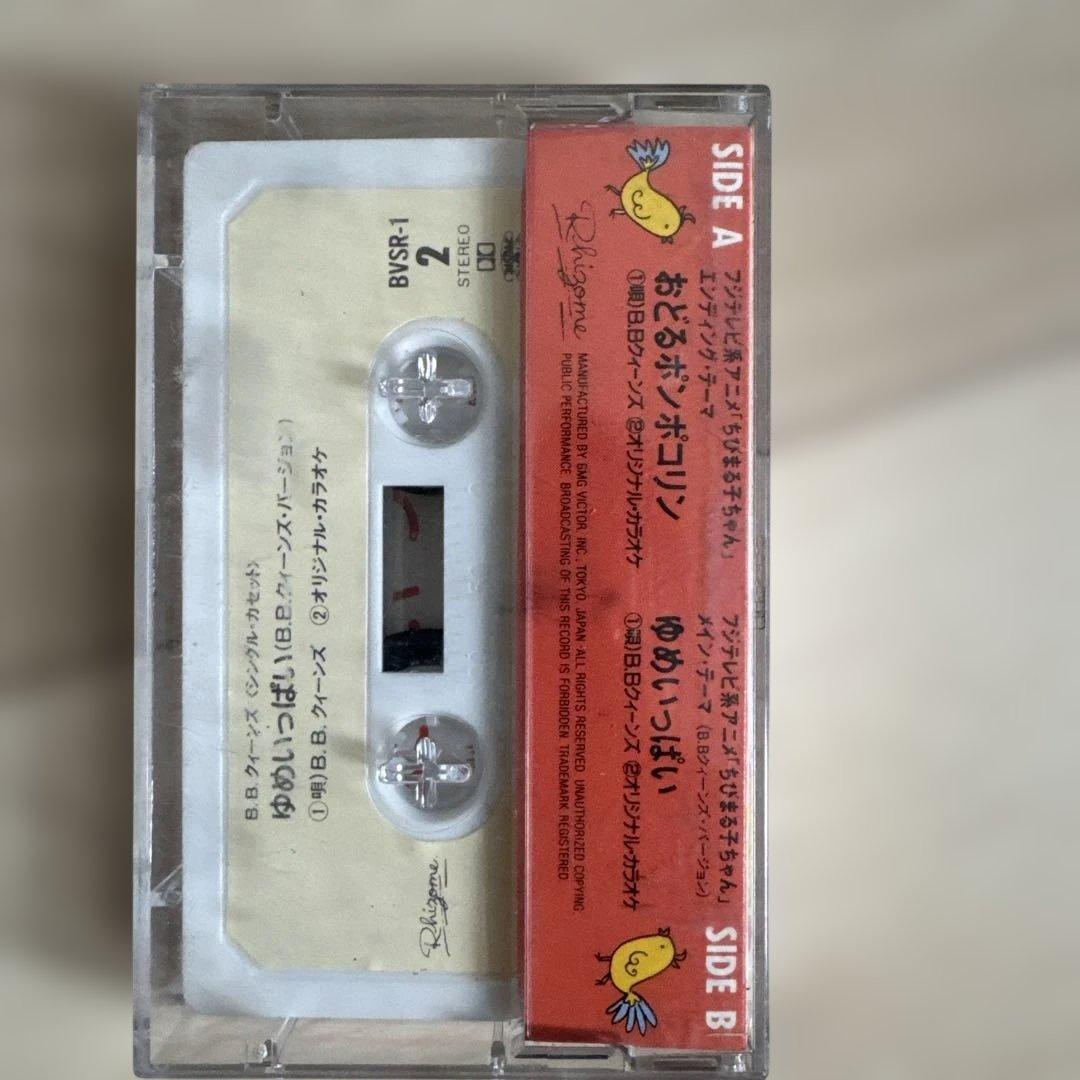 SIDE A
フジテレビ系アニメ「ちびまる子ちゃん」
エンディング・テーマ
おどるポンポコリン
①唄)B.Bクィーンズ ②オリジナル・カラオケ
フジテレビ系アニメ「ちびまる子ちゃん」
メイン・テーマ (B.Bクィーンズ・バージョン)
ゆめいっぱい
①唄)B.Bクィーンズ ②オリジナル・カラオケ
SIDE B
Rhizome
MANUFACTURED BY GMG VICTOR, INC., TOKYO JAPAN·ALL RIGHTS RESERVED. UNAUTHORIZED COPYING,
PUBLIC PERFORMANCE, BROADCASTING OF THIS RECORD IS FORBIDDEN. TRADEMARK REGISTERED
BVSR-1
2
STEREO
B.B.クィーンズ〈シングル・カセット〉
ゆめいっぱい(B.B.クィーンズ・バージョン)
①唄)B.B.クィーンズ ②オリジナル・カラオケ
Rhizome